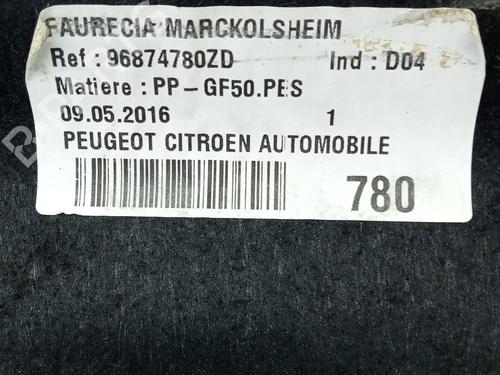 FAURECIA MARCKOLSHEIM
Ref : 96874780ZD Ind : D04
Matiere : PP-GF50.PES
09.05.2016 1
PEUGEOT CITROEN AUTOMOBILE
780